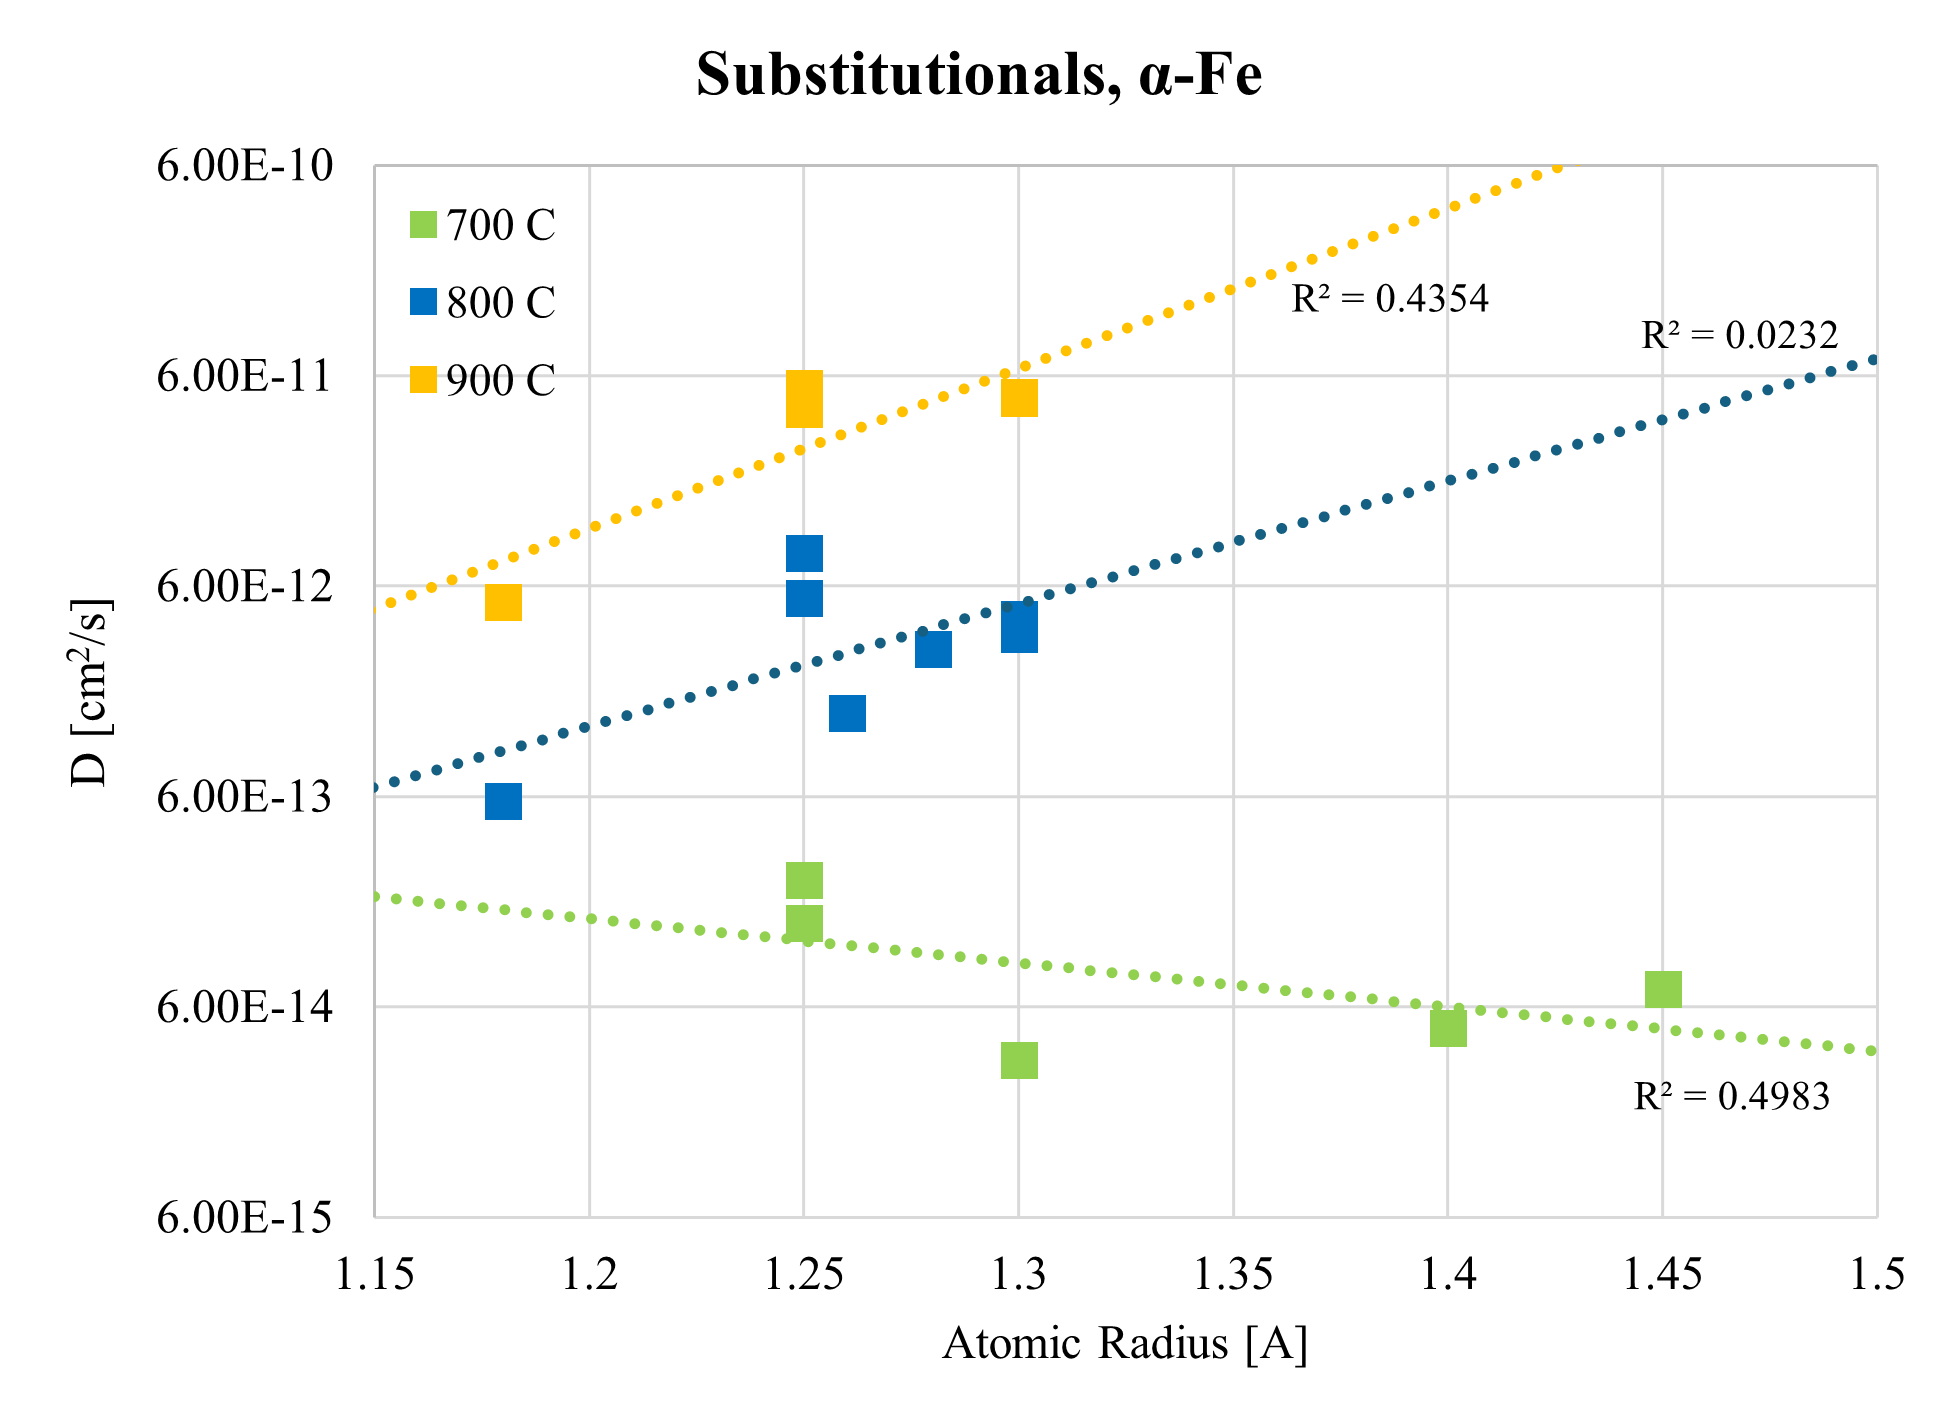 Substitutionals, α-Fe
6.00E-10
6.00E-11
6.00E-12
6.00E-13
6.00E-14
6.00E-15
D [cm²/s]
700 C
800 C
900 C
R² = 0.4354
R² = 0.0232
R² = 0.4983
1.15 1.2 1.25 1.3 1.35 1.4 1.45 1.5
Atomic Radius [A]